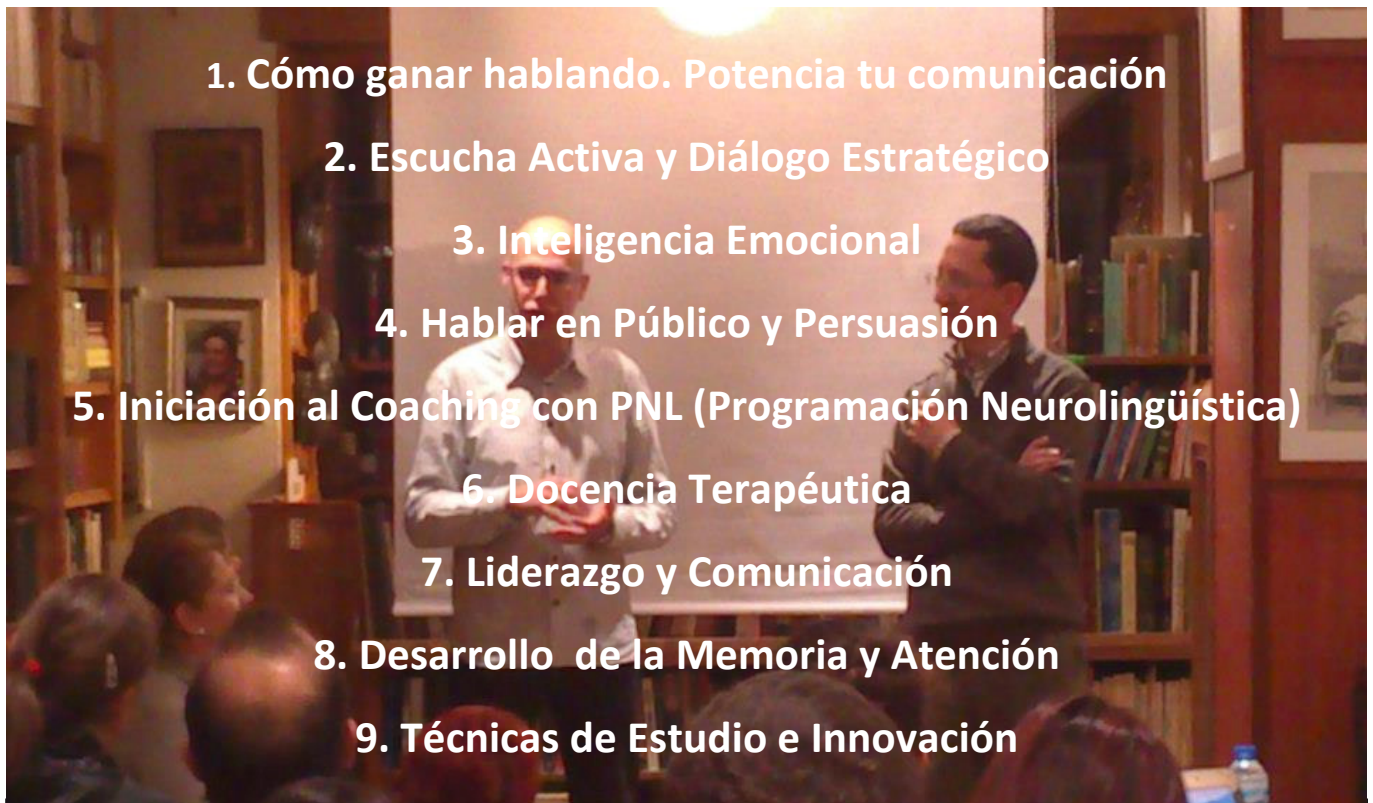 1. Cómo ganar hablando. Potencia tu comunicación
2. Escucha Activa y Diálogo Estratégico
3. Inteligencia Emocional
4. Hablar en Público y Persuasión
5. Iniciación al Coaching con PNL (Programación Neurolingüística)
6. Docencia Terapéutica
7. Liderazgo y Comunicación
8. Desarrollo  de la Memoria y Atención
9. Técnicas de Estudio e Innovación